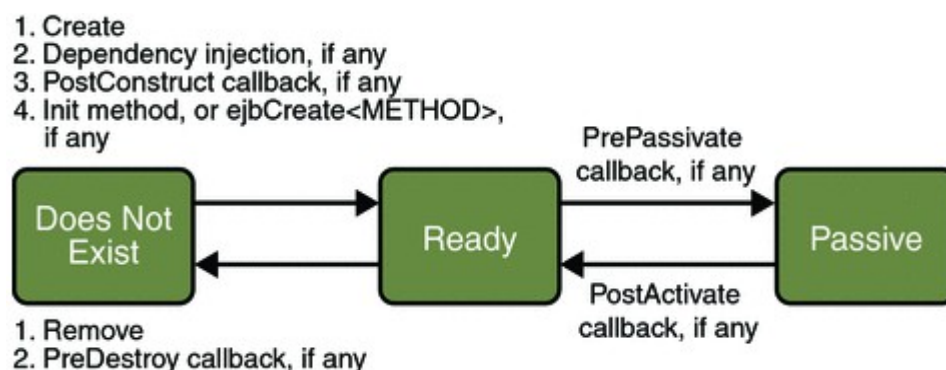 1. Create
2. Dependency injection, if any
3. PostConstruct callback, if any
4. Init method, or ejbCreate<METHOD>,
if any
PrePassivate
callback, if any
Does Not
Exist
Ready
Passive
PostActivate
callback, if any
1. Remove
2. PreDestroy callback, if any